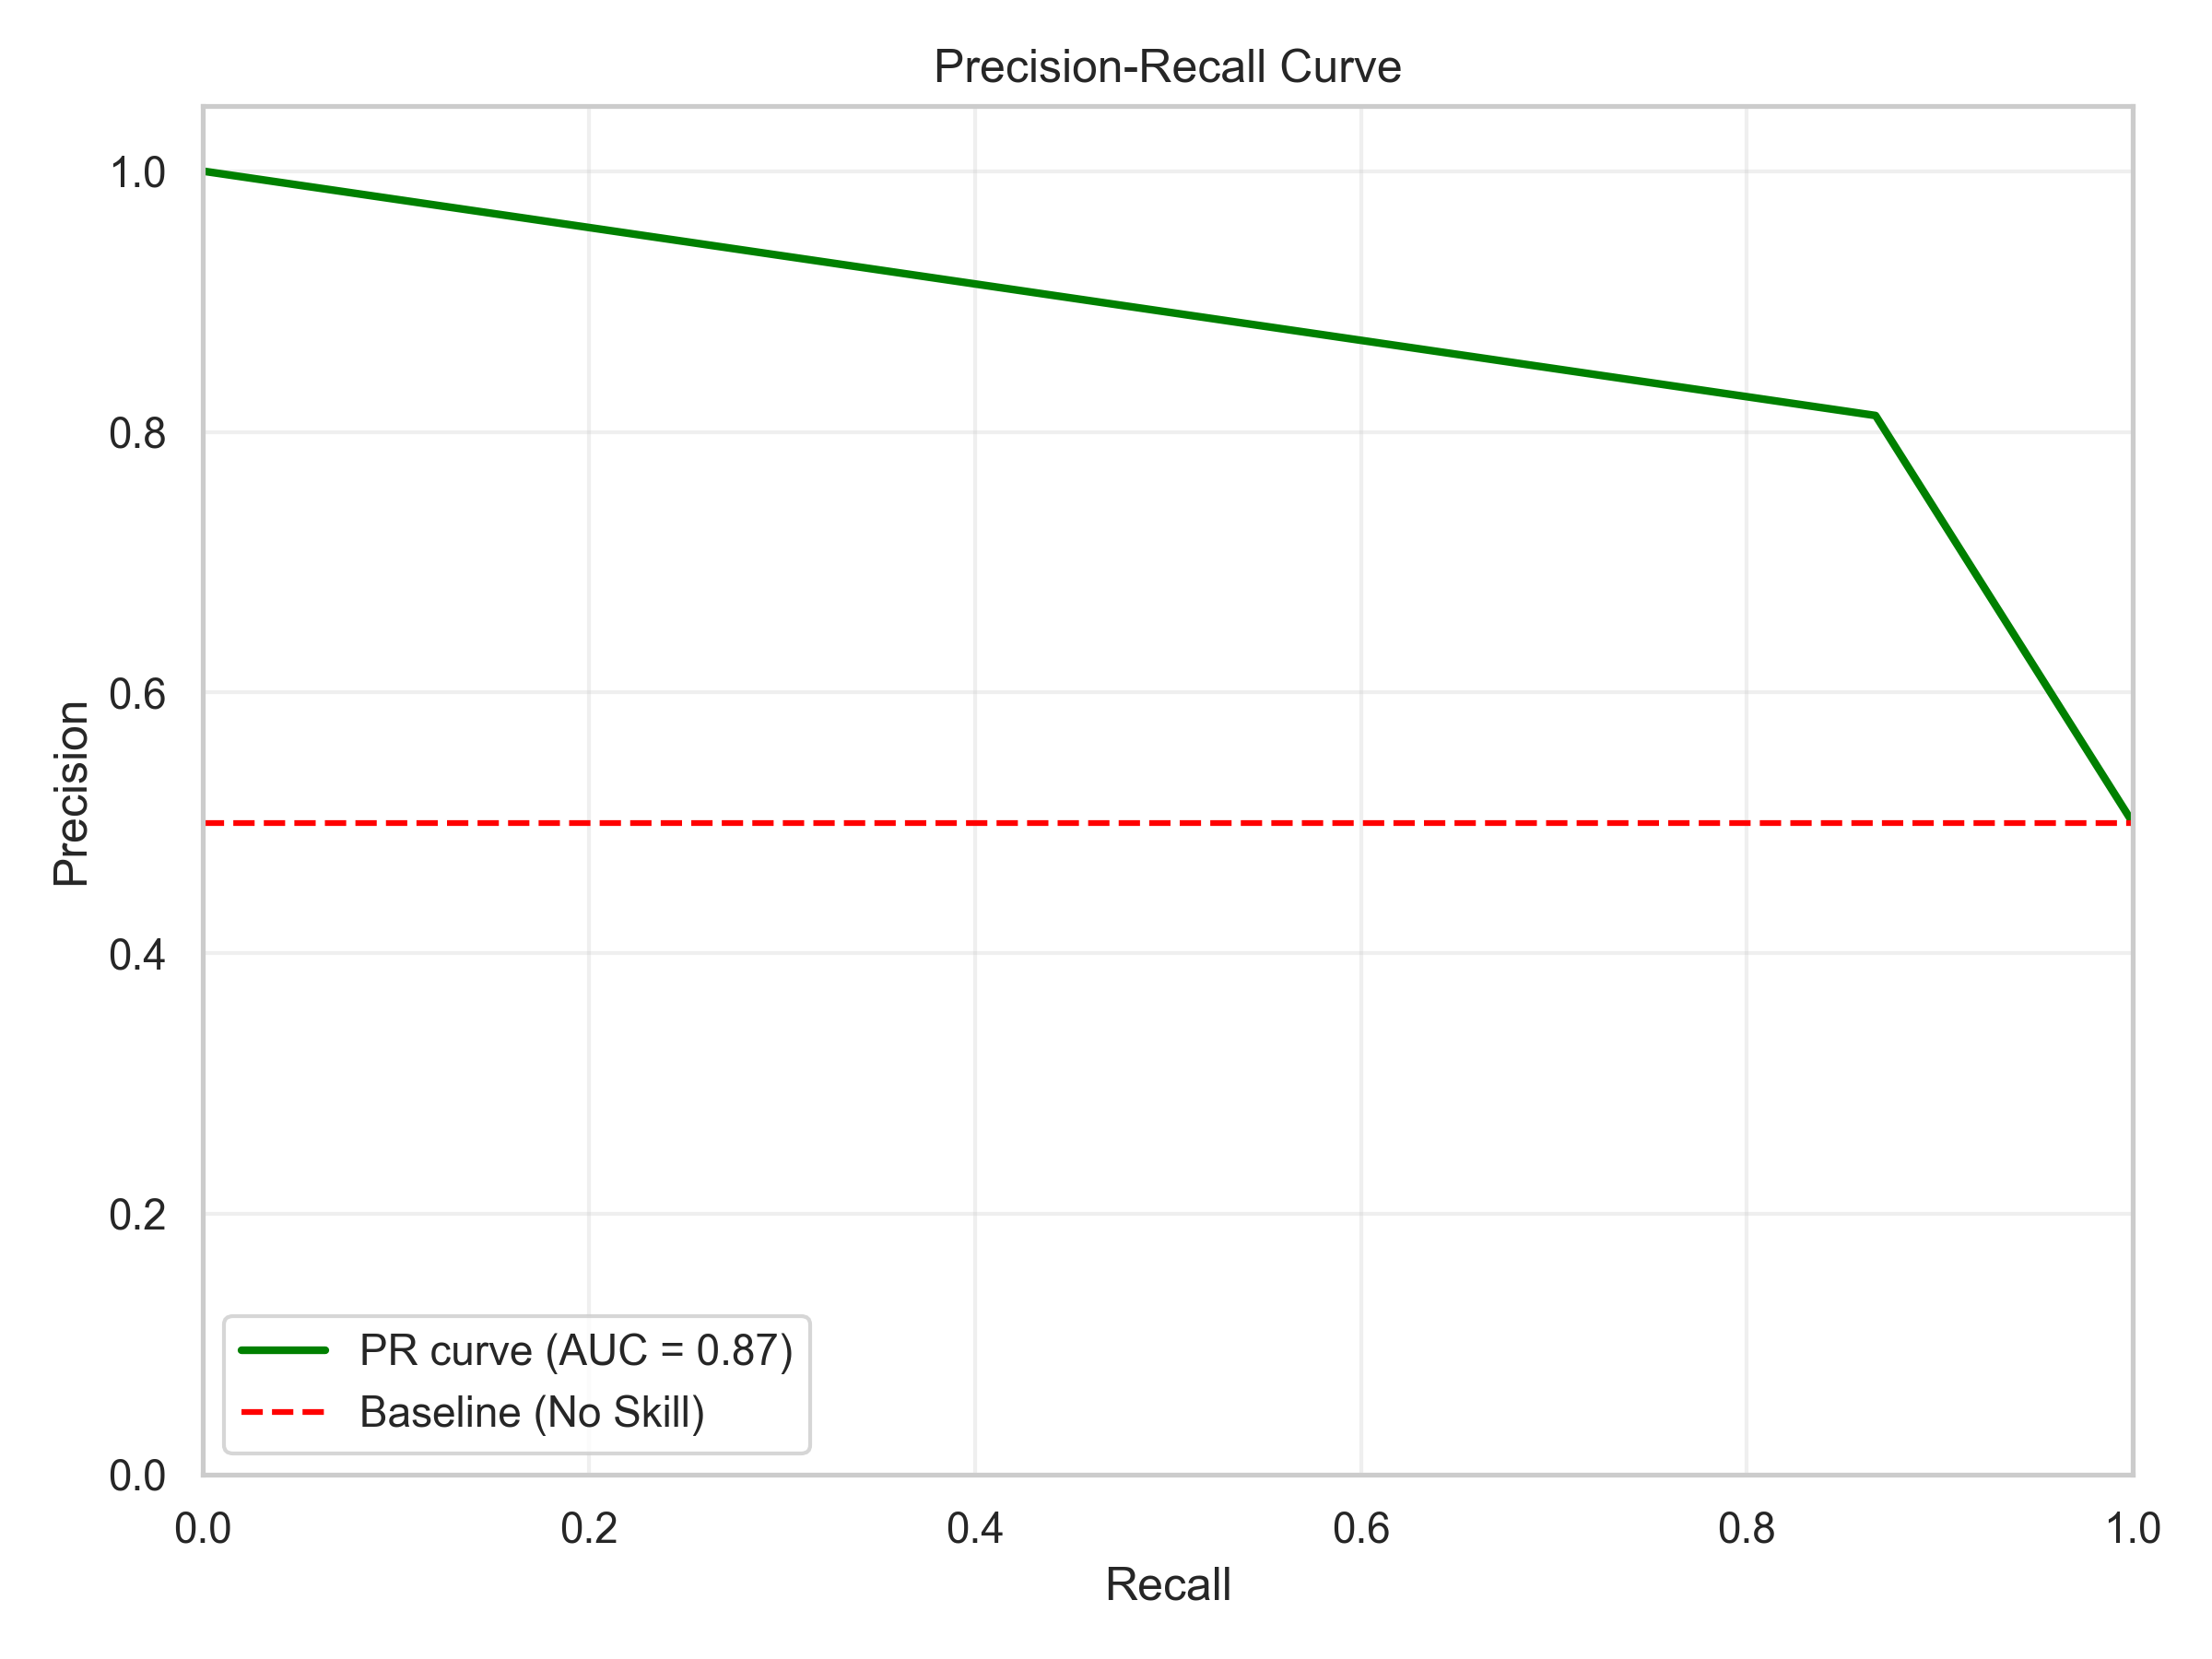 Precision-Recall Curve
1.0
0.8
0.6
0.4
0.2
0.0
Precision
PR curve (AUC = 0.87)
Baseline (No Skill)
0.0 0.2 0.4 0.6 0.8 1.0
Recall